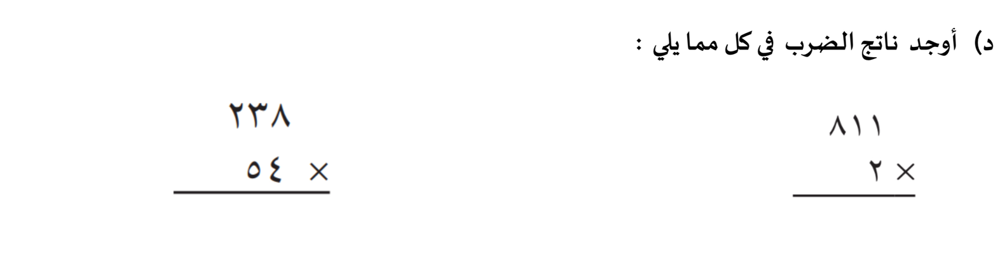 د) أوجد ناتج الضرب في كل مما يلي :
٨١١
٢ ×
٢٣٨
٥٤ ×